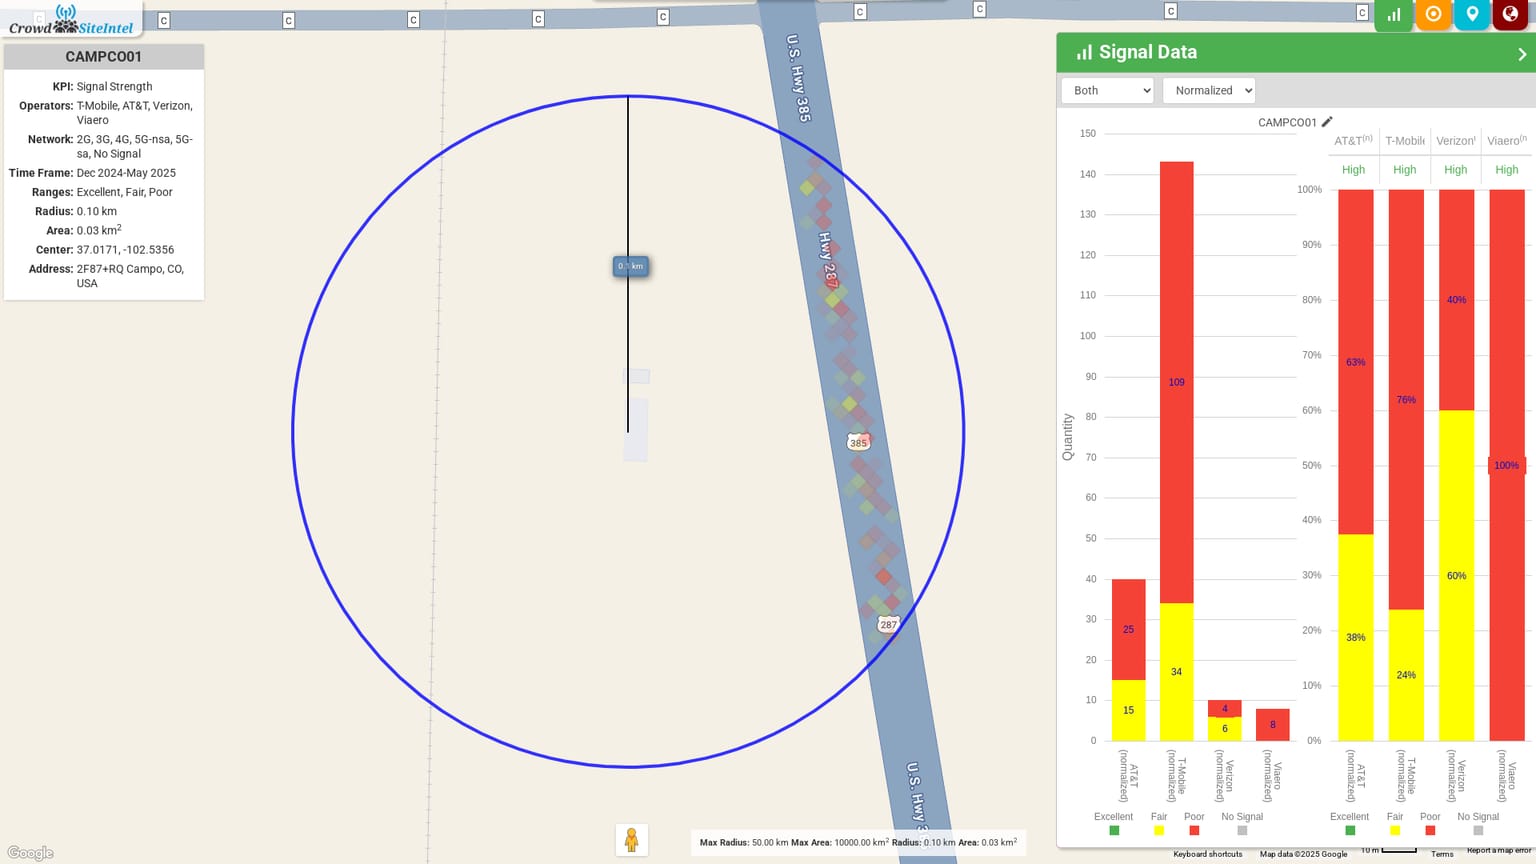 Crowd SiteIntel
CAMPCO01
KPI: Signal Strength
Operators: T-Mobile, AT&T, Verizon,
Viaero
Network: 2G, 3G, 4G, 5G-nsa, 5G-
sa, No Signal
Time Frame: Dec 2024-May 2025
Ranges: Excellent, Fair, Poor
Radius: 0.10 km
Area: 0.03 km²
Center: 37.0171, -102.5356
Address: 2F87+RQ Campo, CO,
USA
C C C C C C C C C
U.S. Hwy 385
Hwy 287
0.1 km
385
287
U.S. Hwy
Google
Max Radius: 50.00 km Max Area: 10000.00 km² Radius: 0.10 km Area: 0.03 km²
Signal Data
Both Normalized
CAMPCO01
Quantity
150
140
130
120
110
100
90
80
70
60
50
40
30
20
10
0
109
34
25
15
4
6
8
AT&T (normalized)
T-Mobile (normalized)
Verizon (normalized)
Viaero (normalized)
Excellent Fair Poor No Signal
AT&T(n) T-Mobile Verizon Viaero(n
High High High High
100%
90%
80%
70%
60%
50%
40%
30%
20%
10%
0%
63%
38%
76%
24%
40%
60%
100%
AT&T (normalized)
T-Mobile (normalized)
Verizon (normalized)
Viaero (normalized)
Excellent Fair Poor No Signal
Keyboard shortcuts Map data ©2025 Google 10 m Terms Report a map error